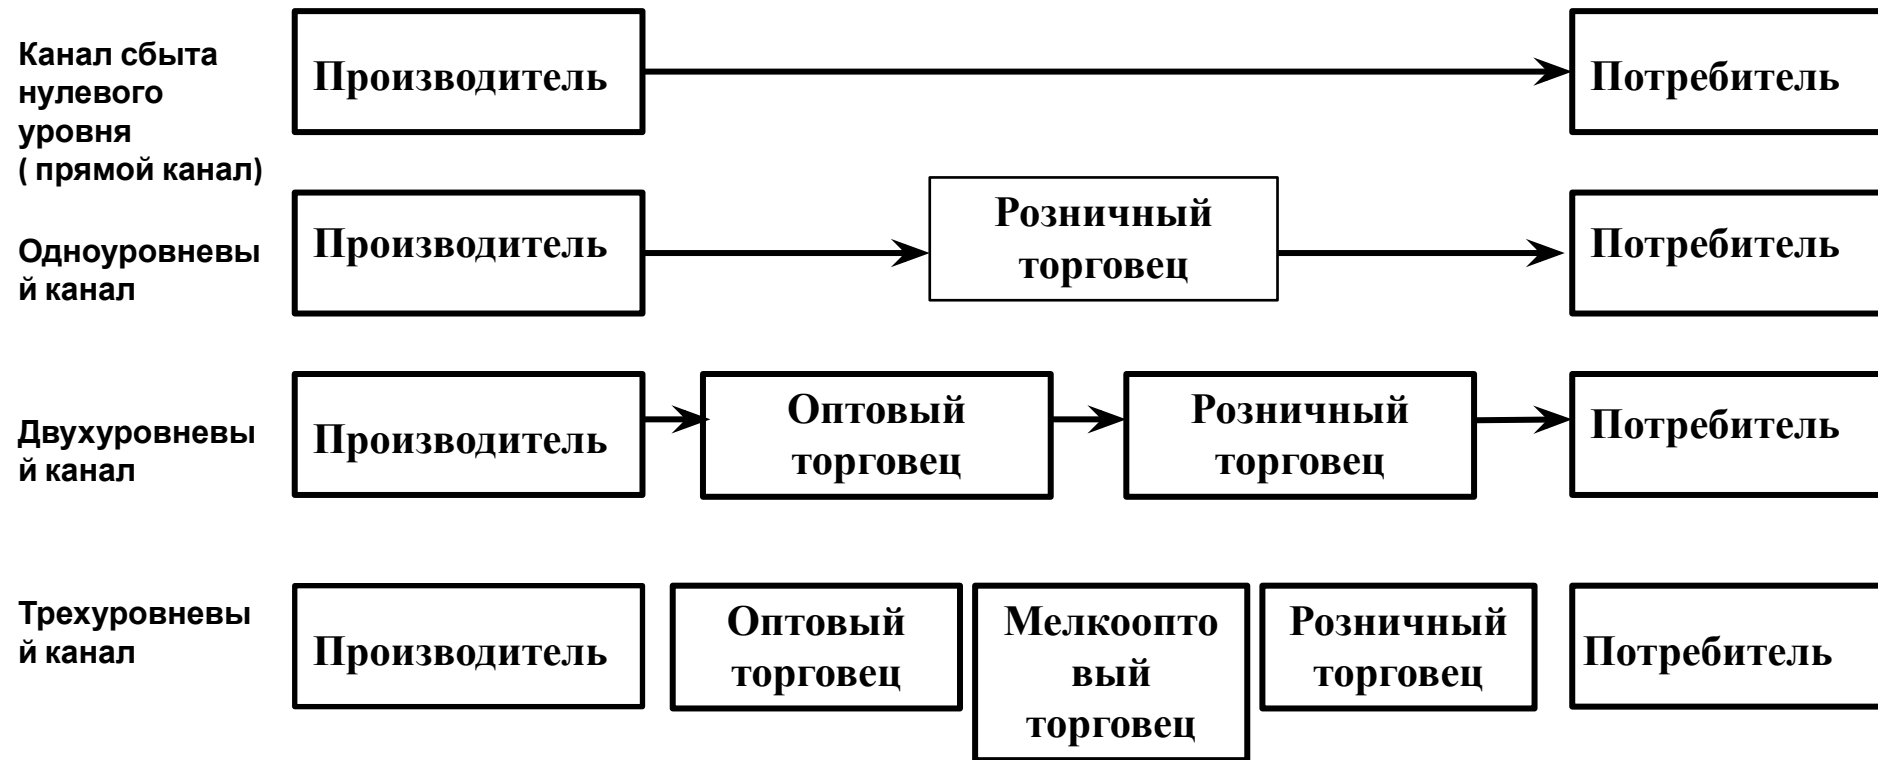 Канал сбыта
нулевого
уровня
( прямой канал)
Производитель
Потребитель
Одноуровневы
й канал
Производитель
Розничный
торговец
Потребитель
Двухуровневы
й канал
Производитель
Оптовый
торговец
Розничный
торговец
Потребитель
Трехуровневы
й канал
Производитель
Оптовый
торговец
Мелкоопто
вый
торговец
Розничный
торговец
Потребитель